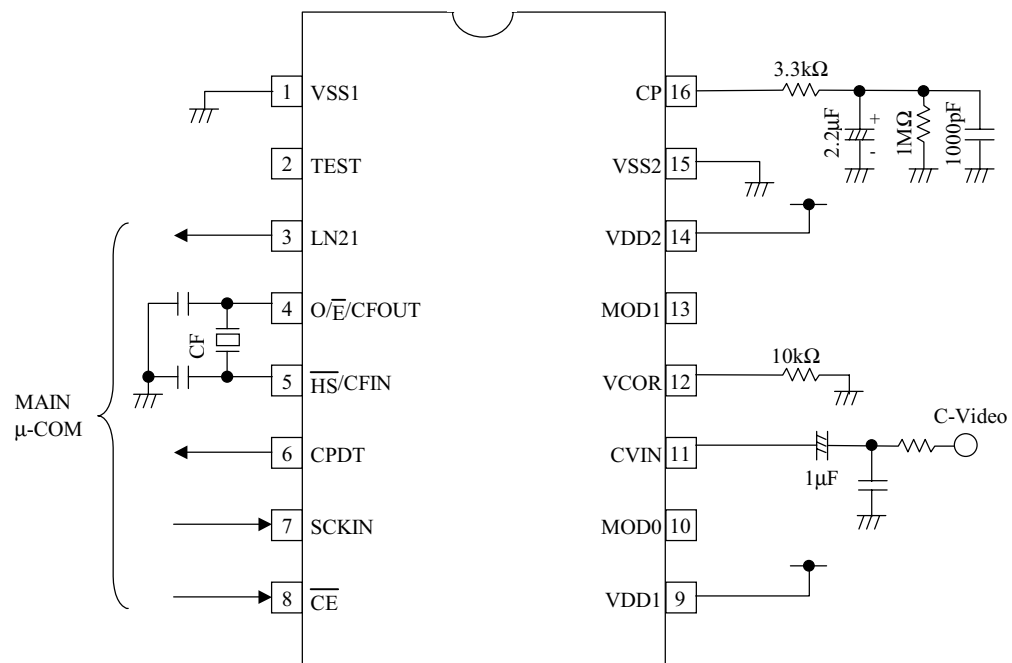 1 VSS1
2 TEST
3 LN21
4 O/E̅/CFOUT
5 H̅S̅/CFIN
6 CPDT
7 SCKIN
8 C̅E̅
CF
MAIN
μ-COM
CP 16
VSS2 15
VDD2 14
MOD1 13
VCOR 12
CVIN 11
MOD0 10
VDD1 9
3.3kΩ
2.2μF
+
-
1MΩ
1000pF
10kΩ
C-Video
1μF